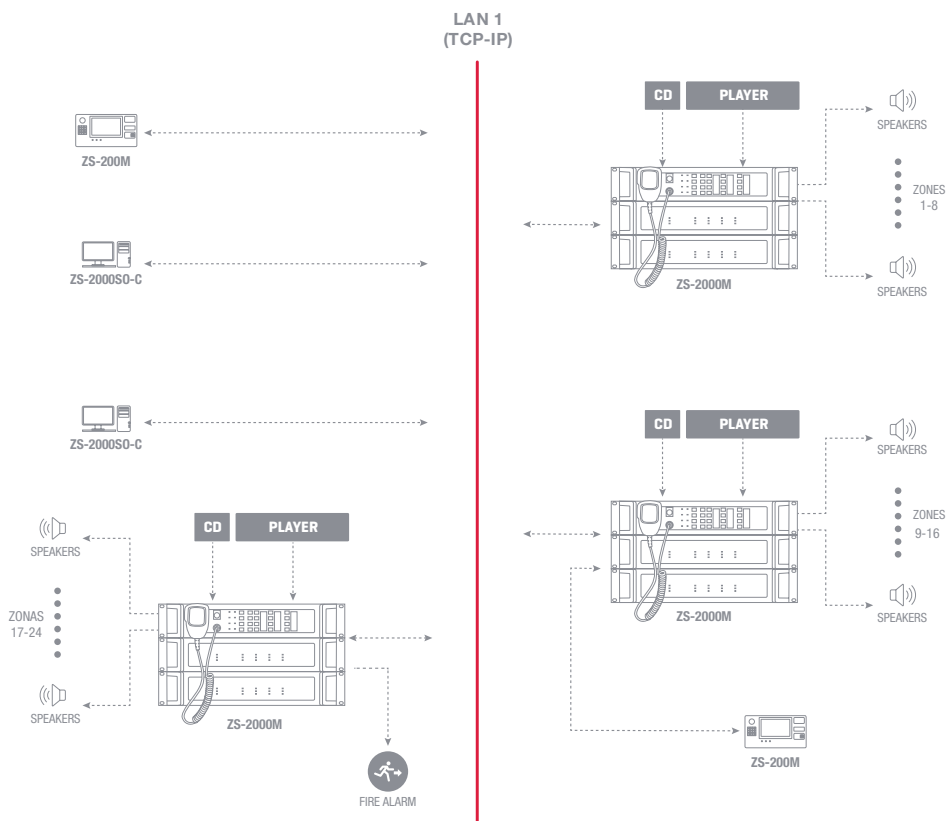 LAN 1
(TCP-IP)
ZS-200M
ZS-2000SO-C
ZS-2000SO-C
CD
PLAYER
SPEAKERS
ZONAS
17-24
SPEAKERS
ZS-2000M
FIRE ALARM
CD
PLAYER
SPEAKERS
ZONES
1-8
ZS-2000M
SPEAKERS
CD
PLAYER
SPEAKERS
ZONES
9-16
ZS-2000M
SPEAKERS
ZS-200M